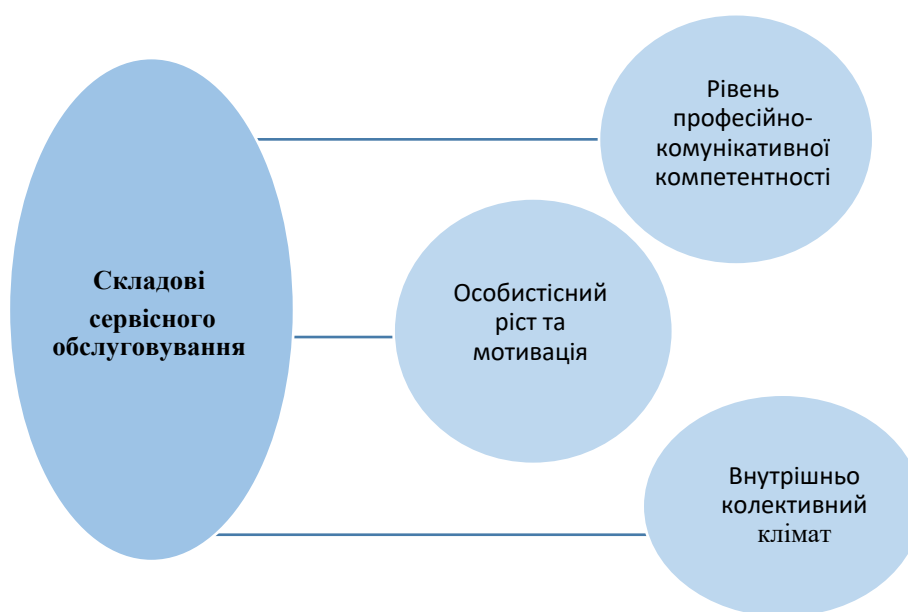 Складові
сервісного
обслуговування
Рівень
професійно-
комунікативної
компетентності
Особистісний
ріст та
мотивація
Внутрішньо
колективний
клімат